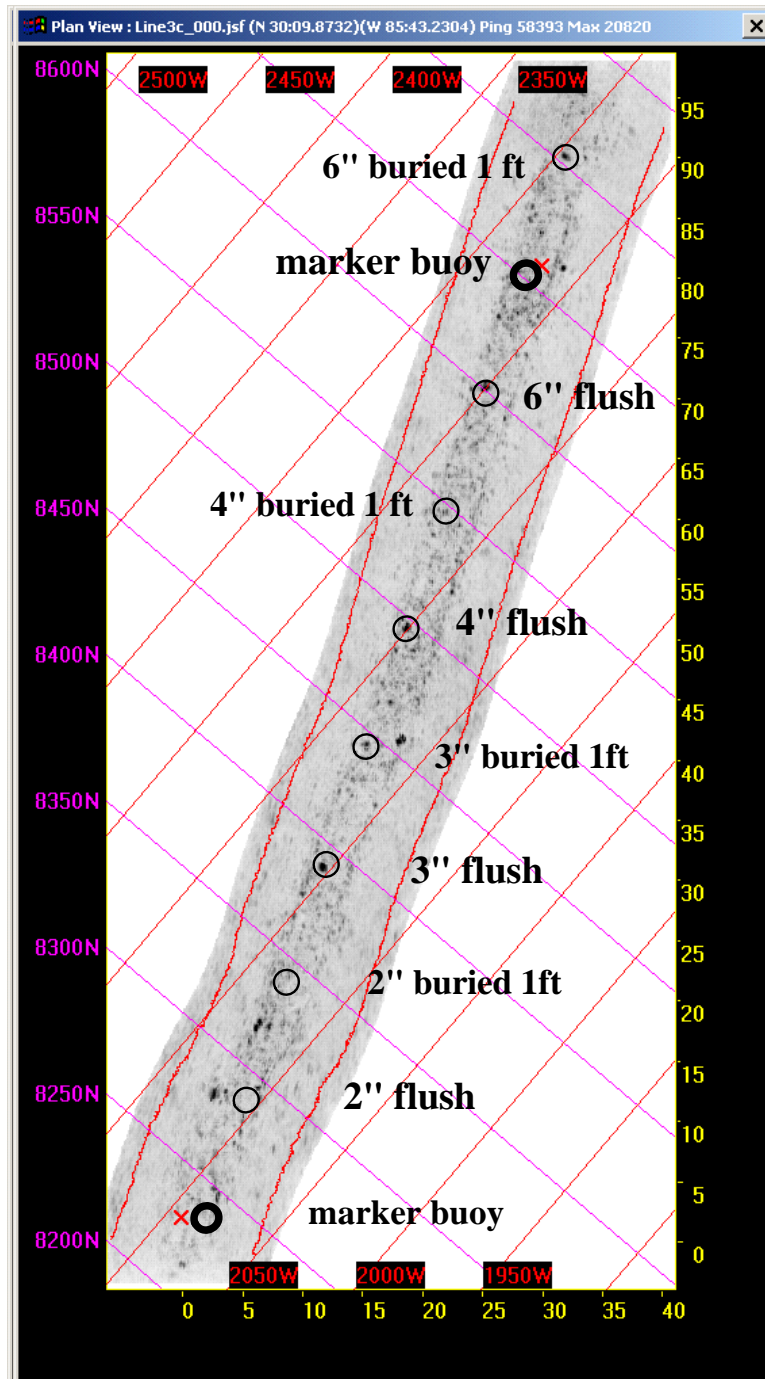 Plan View : Line3c_000.jsf (N 30:09.8732)(W 85:43.2304) Ping 58393 Max 20820
8600N
2500W 2450W 2400W 2350W
95
6" buried 1 ft
90
8550N
85
marker buoy
80
75
8500N
6" flush
70
65
4" buried 1 ft
8450N
60
55
4" flush
50
8400N
45
3" buried 1ft
40
8350N
35
3" flush
30
25
8300N
2" buried 1ft
20
15
8250N
2" flush
10
5
marker buoy
8200N
0
2050W 2000W 1950W
0 5 10 15 20 25 30 35 40